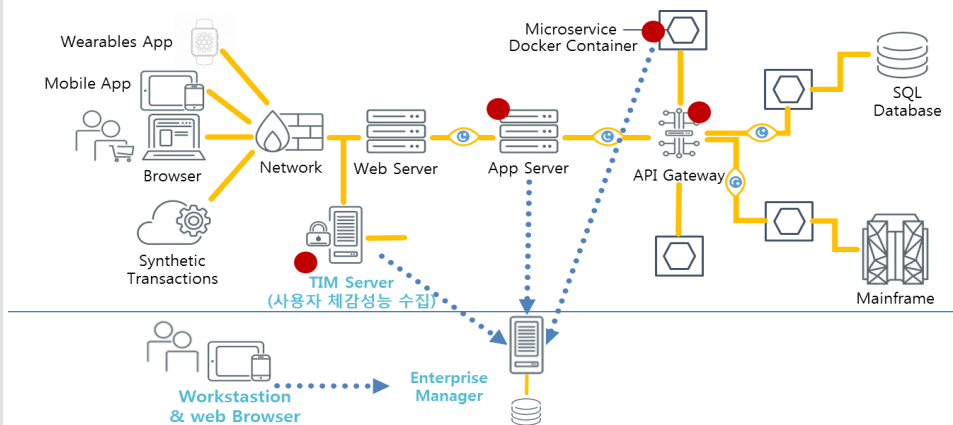 Wearables App
Mobile App
Browser
Synthetic
Transactions
Network
Web Server
App Server
Microservice
Docker Container
API Gateway
SQL
Database
Mainframe
TIM Server
(사용자 체감성능 수집)
Enterprise
Manager
Workstastion
& web Browser